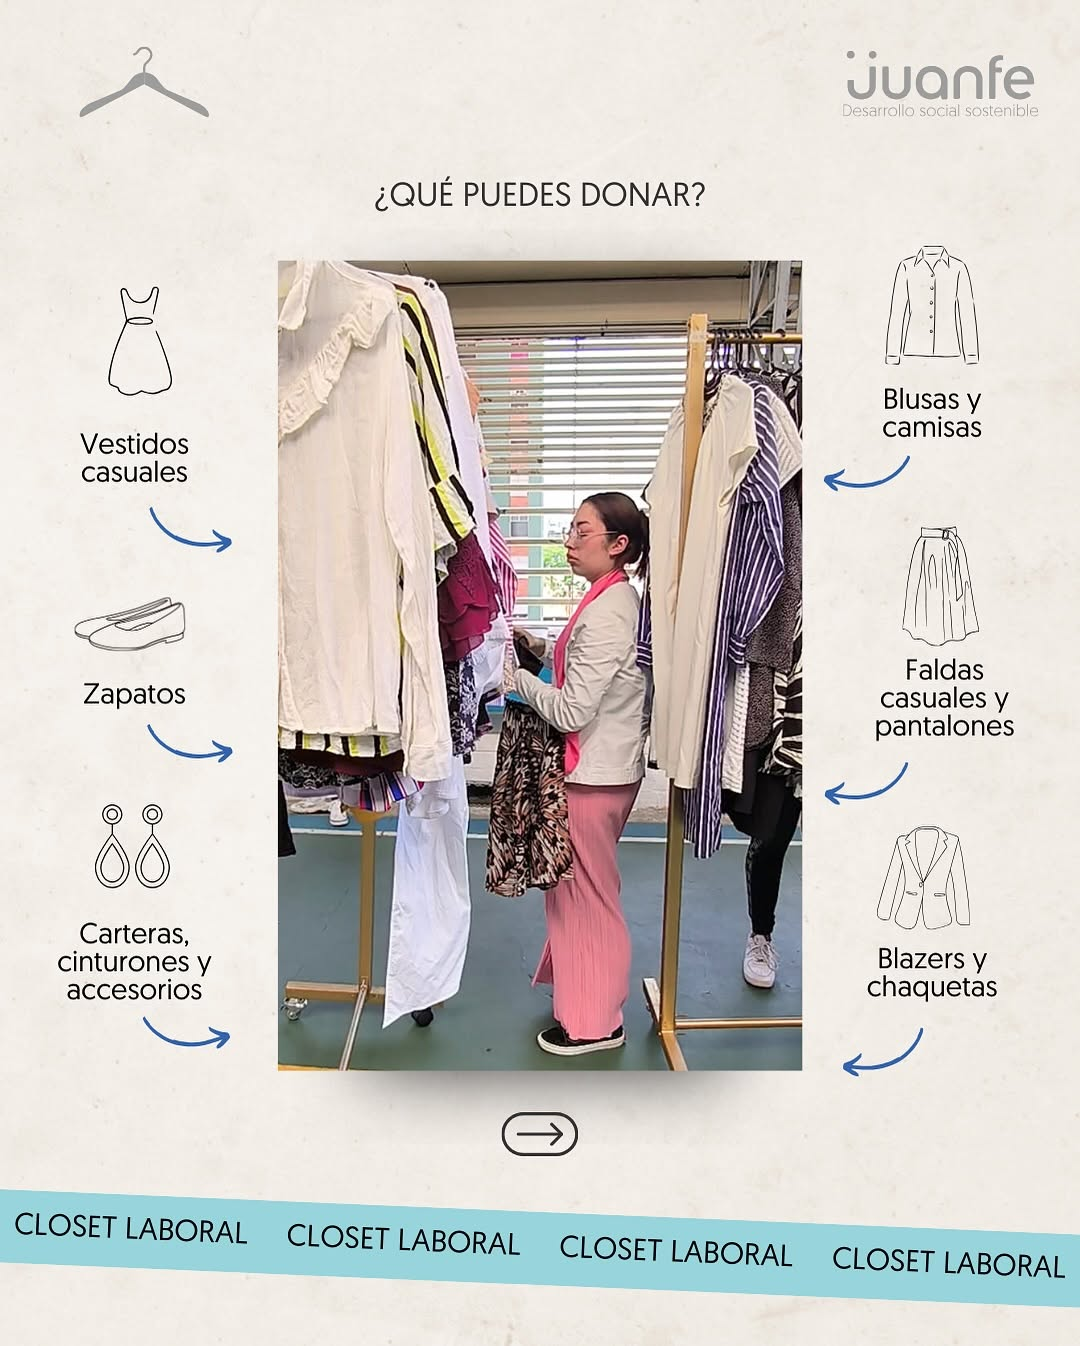 juanfe
Desarrollo social sostenible
¿QUÉ PUEDES DONAR?
Vestidos
casuales
Zapatos
Carteras,
cinturones y
accesorios
Blusas y
camisas
Faldas
casuales y
pantalones
Blazers y
chaquetas
CLOSET LABORAL CLOSET LABORAL CLOSET LABORAL CLOSET LABORAL